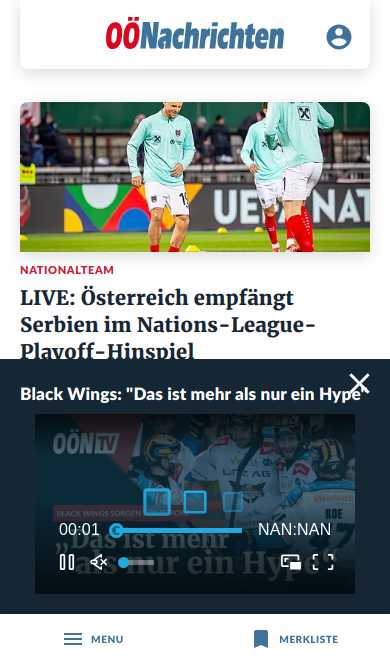 OÖNachrichten
UEFA NAT
NATIONALTEAM
LIVE: Österreich empfängt
Serbien im Nations-League-
Playoff-Hinspiel
Black Wings: "Das ist mehr als nur ein Hype"
OÖN TV
BLACK WINGS SORGEN
00:01
NAN:NAN
ROE
„Das ist mehr
als nur ein Hype"
MENU
MERKLISTE